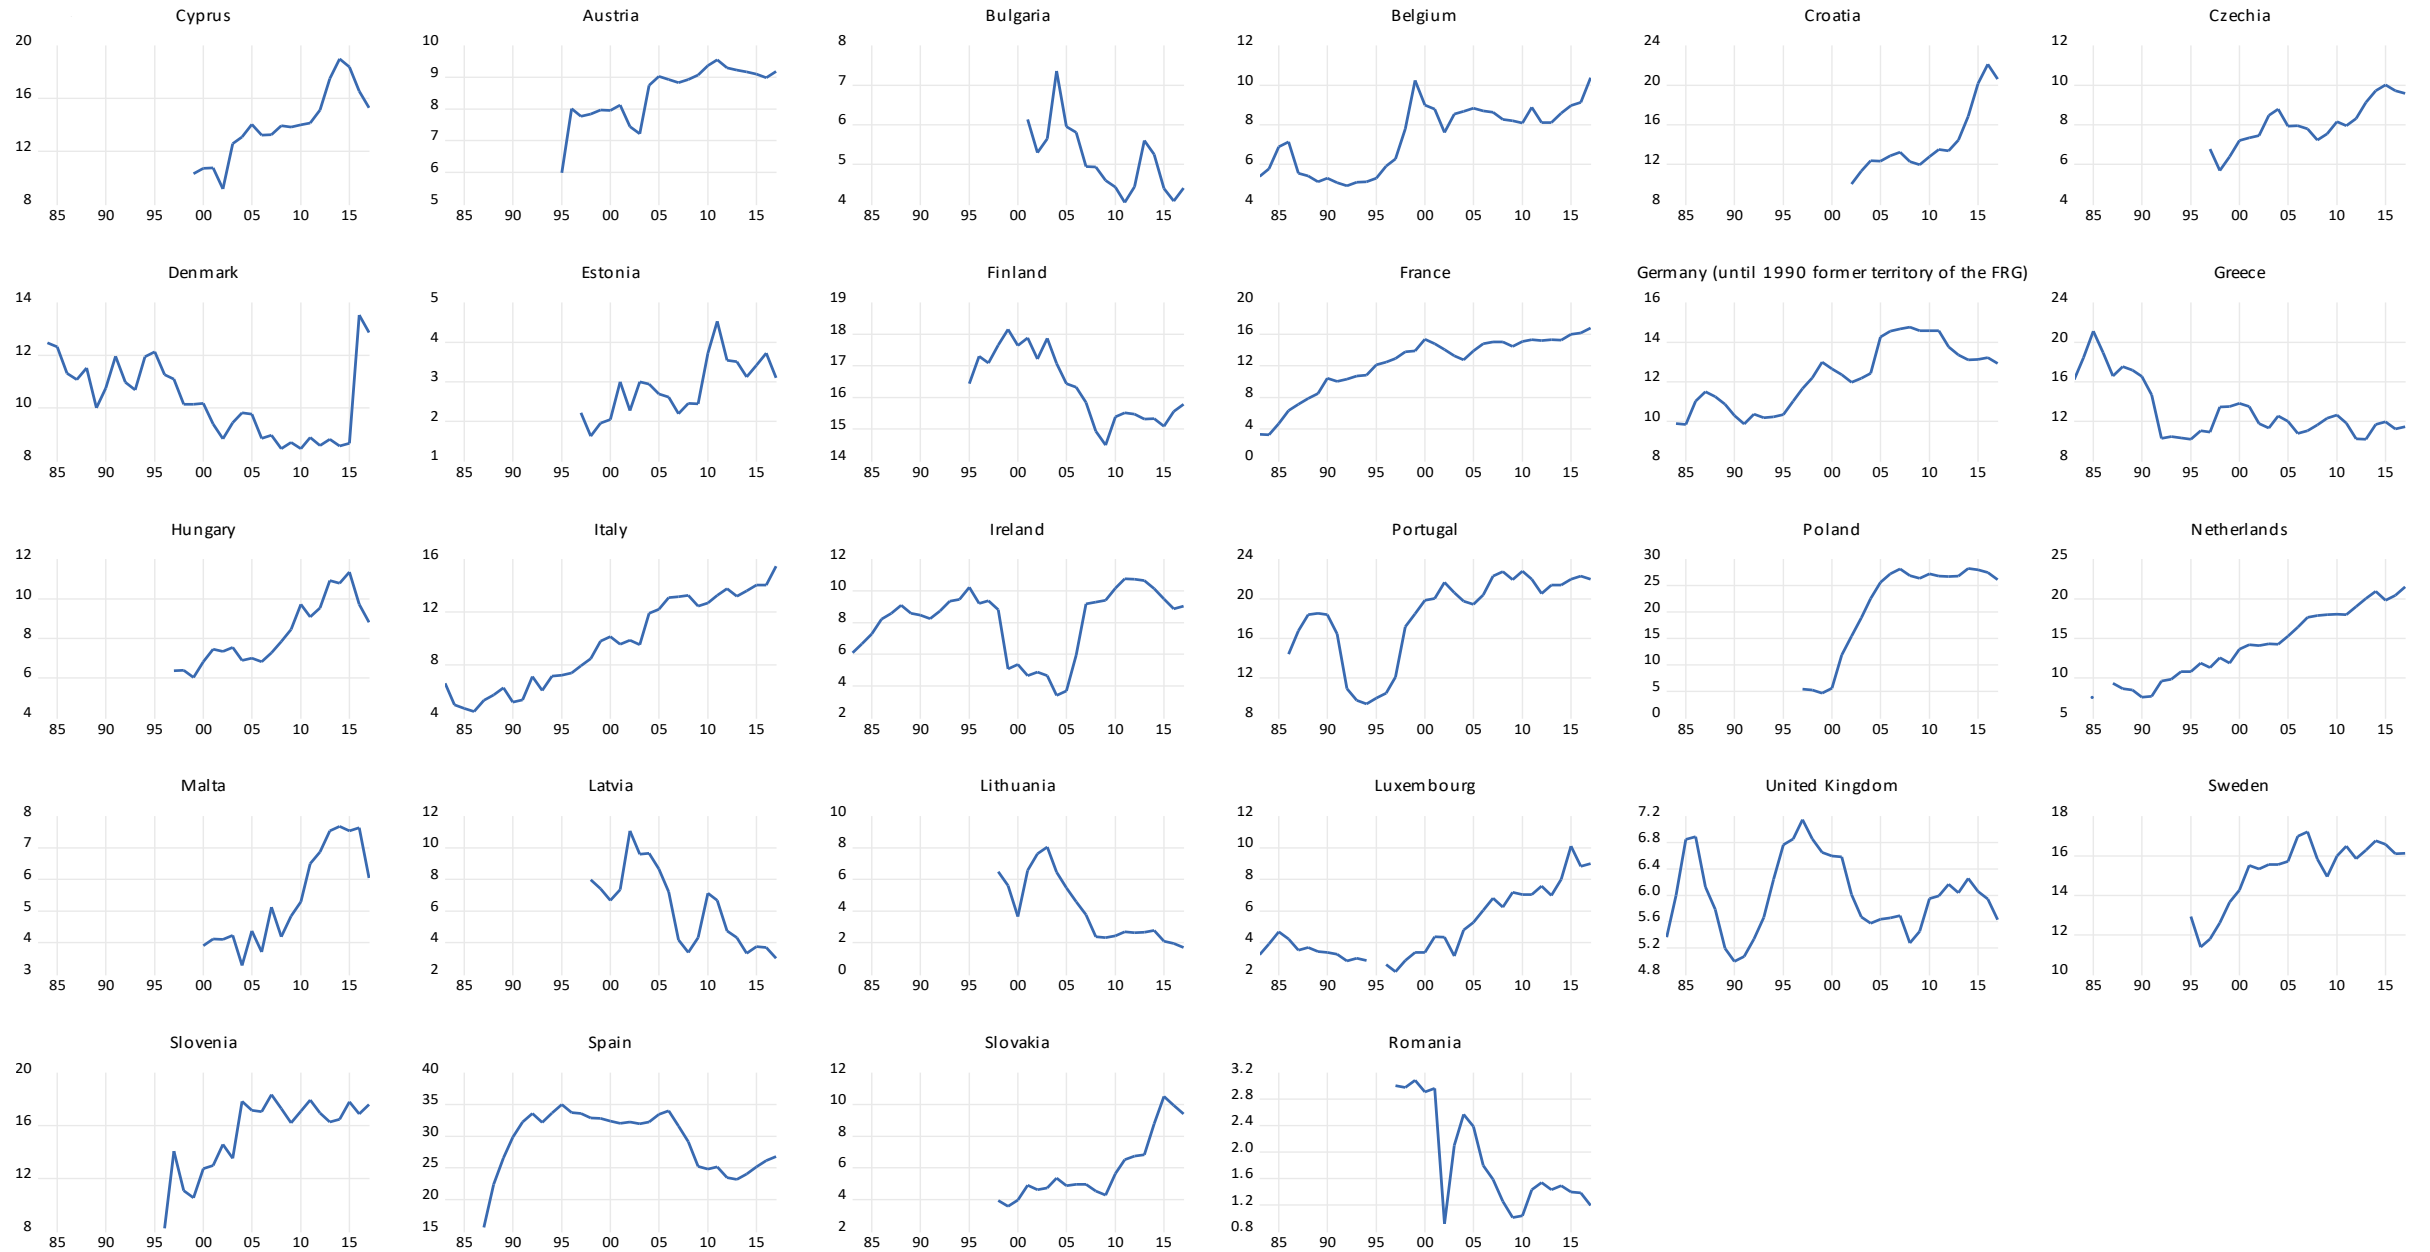 Cyprus Austria Bulgaria Belgium Croatia Czechia
20 10 8 12 24 12
9 7 10 20 10
16 8 6 8 16 8
12 7 5 6 12 6
6
8 5 4 4 8 4
85 90 95 00 05 10 15 85 90 95 00 05 10 15 85 90 95 00 05 10 15 85 90 95 00 05 10 15 85 90 95 00 05 10 15 85 90 95 00 05 10 15
Denmark Estonia Finland France Germany (until 1990 former territory of the FRG) Greece
14 5 19 20 16 24
12 4 18 16 14 20
3 17 12 12 16
10 2 16 8 10 12
15 4
8 1 14 0 8 8
85 90 95 00 05 10 15 85 90 95 00 05 10 15 85 90 95 00 05 10 15 85 90 95 00 05 10 15 85 90 95 00 05 10 15 85 90 95 00 05 10 15
Hungary Italy Ireland Portugal Poland Netherlands
12 16 12 24 30 25
10 12 10 20 25 20
8 8 8 16 20 15
6 6 12 15 10
4 10
5
4 4 2 8 0 5
85 90 95 00 05 10 15 85 90 95 00 05 10 15 85 90 95 00 05 10 15 85 90 95 00 05 10 15 85 90 95 00 05 10 15 85 90 95 00 05 10 15
Malta Latvia Lithuania Luxembourg United Kingdom Sweden
8 12 10 12 7.2 18
7 10 8 10 6.8 16
6 8 6 8 6.4 14
5 6 4 6 6.0 12
4 4 2 4 5.6
5.2
3 2 0 2 4.8 10
85 90 95 00 05 10 15 85 90 95 00 05 10 15 85 90 95 00 05 10 15 85 90 95 00 05 10 15 85 90 95 00 05 10 15 85 90 95 00 05 10 15
Slovenia Spain Slovakia Romania
20 40 12 3.2
16 35 10 2.8
12 30 8 2.4
25 6 2.0
20 4 1.6
1.2
8 15 2 0.8
85 90 95 00 05 10 15 85 90 95 00 05 10 15 85 90 95 00 05 10 15 85 90 95 00 05 10 15